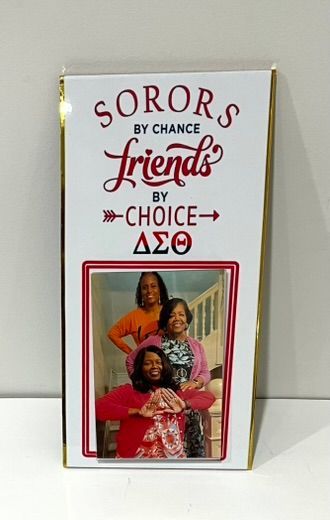 SORORS
BY CHANCE
friends
BY
CHOICE
ΔΣΘ